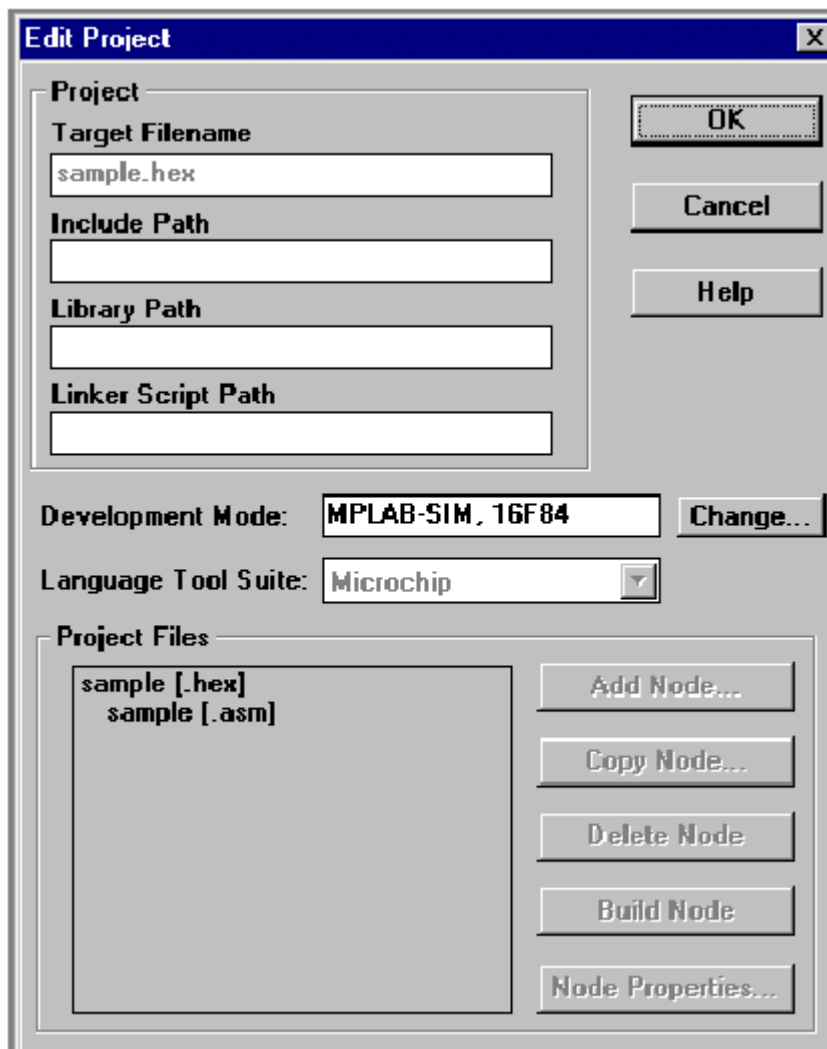 Edit Project
Project
Target Filename
sample.hex
Include Path
Library Path
Linker Script Path
OK
Cancel
Help
Development Mode: MPLAB-SIM, 16F84 Change...
Language Tool Suite: Microchip
Project Files
sample [.hex]
sample [.asm]
Add Node...
Copy Node...
Delete Node
Build Node
Node Properties...